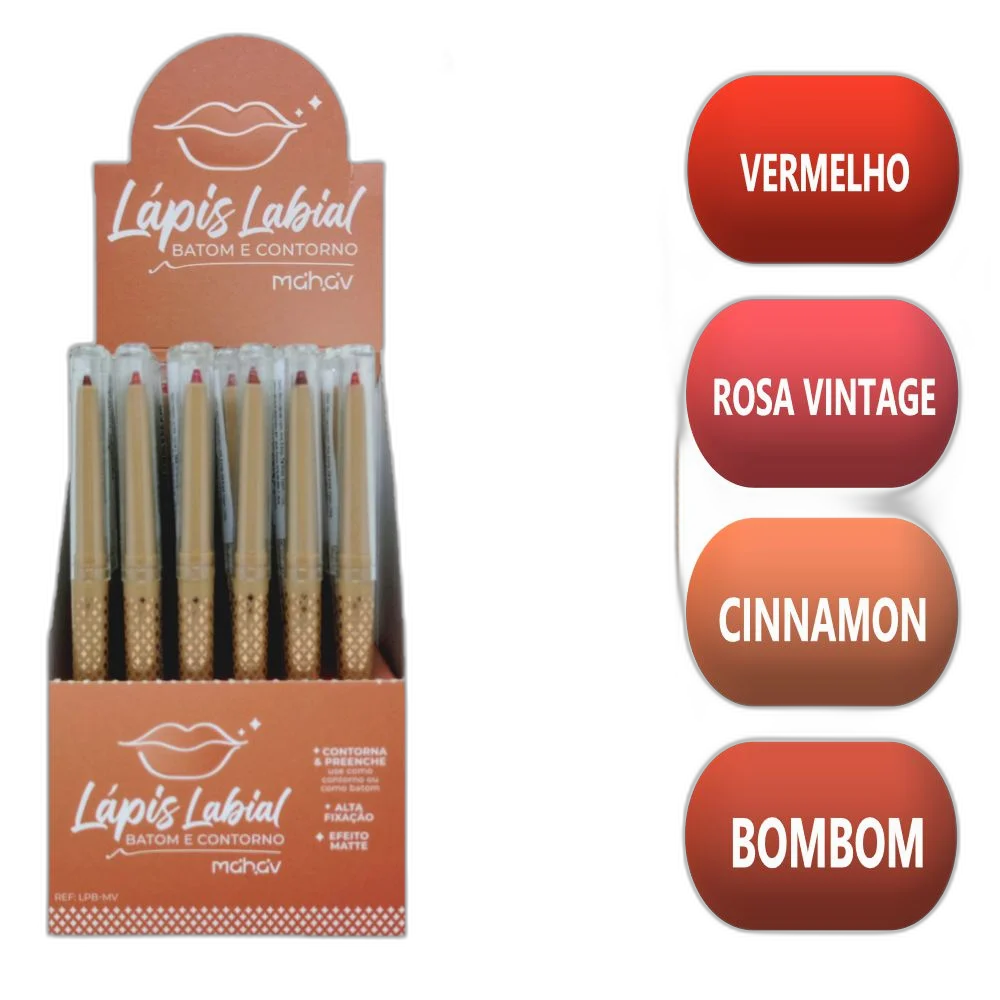 Lápis Labial
BATOM E CONTORNO
mahav
Lápis Labial
BATOM E CONTORNO
mahav
+ CONTORNA
& PREENCHE
use como
contorno ou
como batom
+ ALTA
FIXAÇÃO
+ EFEITO
MATTE
REF: LPB-MV
VERMELHO
ROSA VINTAGE
CINNAMON
BOMBOM